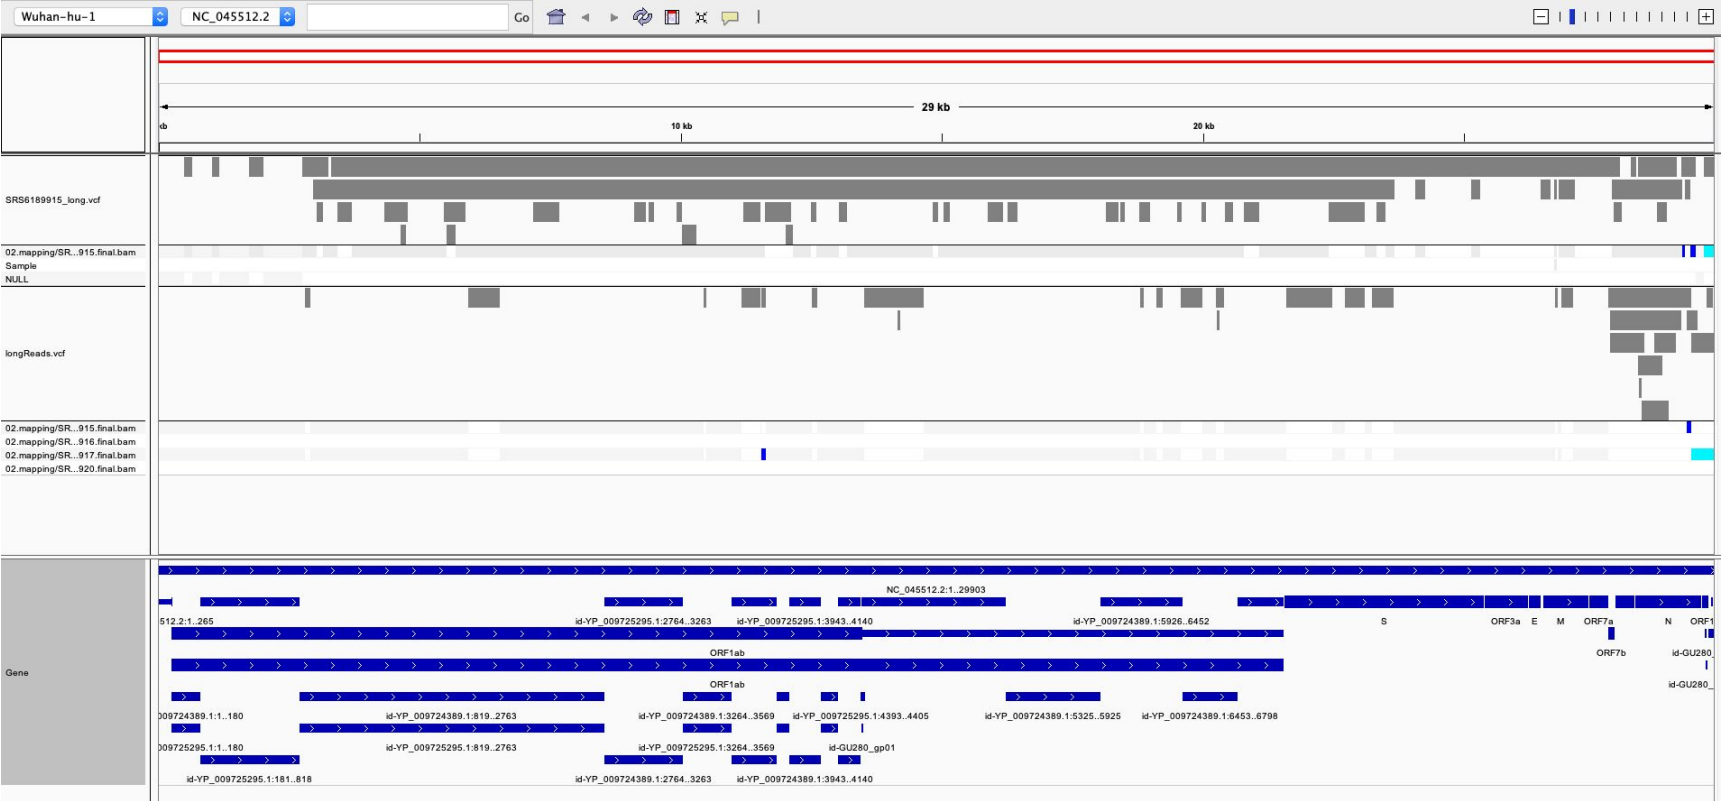 Wuhan-hu-1 NC_045512.2 Go
29 kb
kb 10 kb 20 kb
SRS6189915_long.vcf
02.mapping/SR...915.final.bam
Sample
NULL
longReads.vcf
02.mapping/SR...915.final.bam
02.mapping/SR...916.final.bam
02.mapping/SR...917.final.bam
02.mapping/SR...920.final.bam
NC_045512.2:1..29903
512.2:1..265 id-YP_009725295.1:2764..3263 id-YP_009725295.1:3943..4140 id-YP_009724389.1:5926..6452 S ORF3a E M ORF7a N ORF1
ORF1ab ORF7b id-GU280_
Gene
ORF1ab id-GU280_
009724389.1:1..180 id-YP_009724389.1:819..2763 id-YP_009724389.1:3264..3569 id-YP_009725295.1:4393..4405 id-YP_009724389.1:5325..5925 id-YP_009724389.1:6453..6798
009725295.1:1..180 id-YP_009725295.1:819..2763 id-YP_009725295.1:3264..3569 id-GU280_gp01
id-YP_009725295.1:181..818 id-YP_009724389.1:2764..3263 id-YP_009724389.1:3943..4140